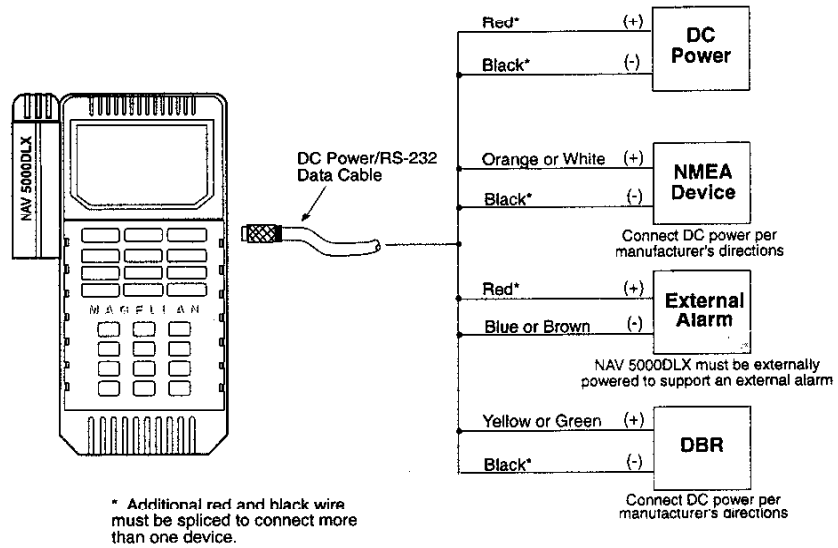 NAV 5000DLX
MAGELLAN
DC Power/RS-232
Data Cable
Red* (+)
Black* (-)
DC
Power
Orange or White (+)
Black* (-)
NMEA
Device
Connect DC power per
manufacturer's directions
Red* (+)
Blue or Brown (-)
External
Alarm
NAV 5000DLX must be externally
powered to support an external alarm
Yellow or Green (+)
Black* (-)
DBR
Connect DC power per
manufacturer's directions
* Additional red and black wire
must be spliced to connect more
than one device.